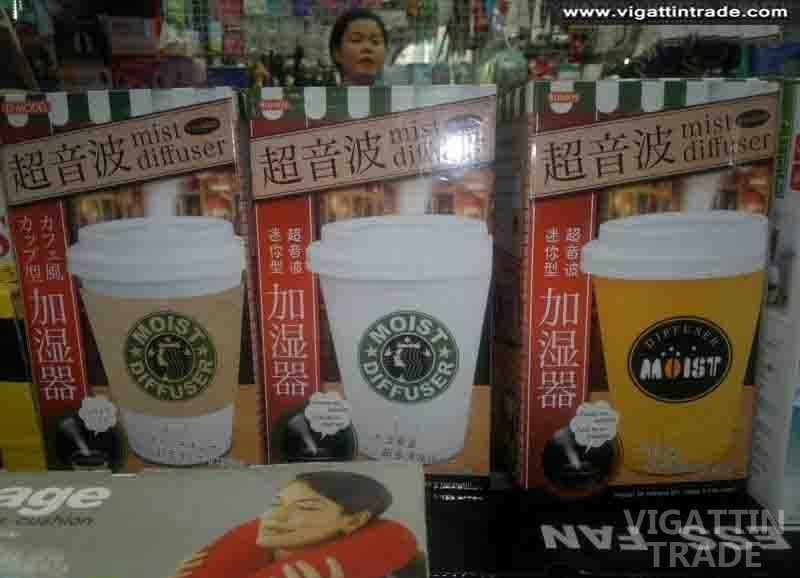 www.vigattintrade.com
超音波 mist diffuser
カフェ風
カップ型
加湿器
MOIST DIFFUSER
超音波 mist diffuser
超音波
迷你型
加湿器
MOIST DIFFUSER
超音波 mist diffuser
超音波
迷你型
加湿器
DIFFUSER
MOIST
age
cushion
ESS FAN
VIGATTIN
TRADE